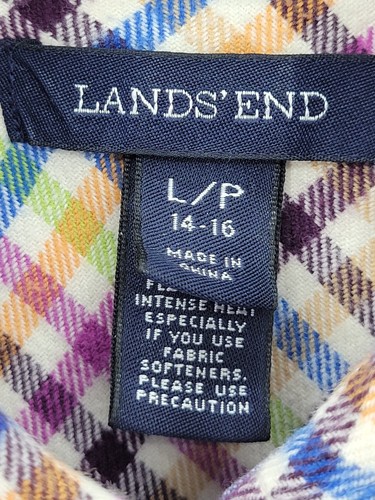 LANDS' END
L/P
14-16
MADE IN
CHINA
INTENSE HEAT
ESPECIALLY
IF YOU USE
FABRIC
SOFTENERS.
PLEASE USE
PRECAUTION